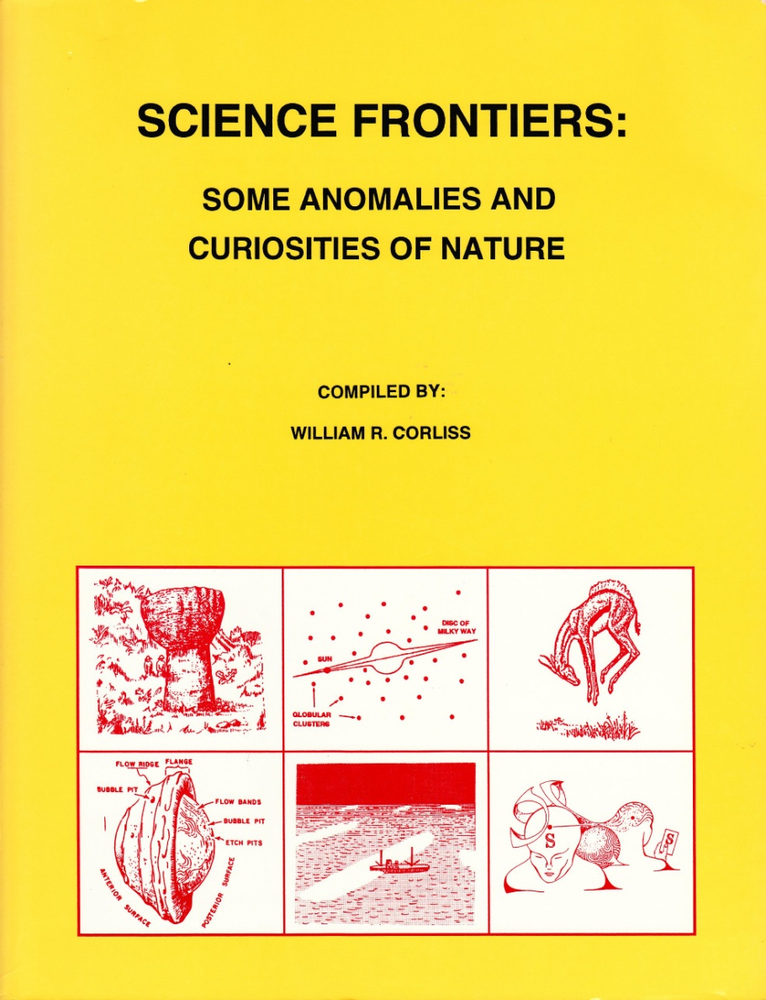 SCIENCE FRONTIERS:
SOME ANOMALIES AND
CURIOSITIES OF NATURE
COMPILED BY:
WILLIAM R. CORLISS
DISC OF
MILKY WAY
SUN
GLOBULAR
CLUSTERS
FLOW RIDGE
FLANGE
BUBBLE PIT
FLOW BANDS
BUBBLE PIT
ETCH PITS
ANTERIOR SURFACE
POSTERIOR SURFACE
S
S